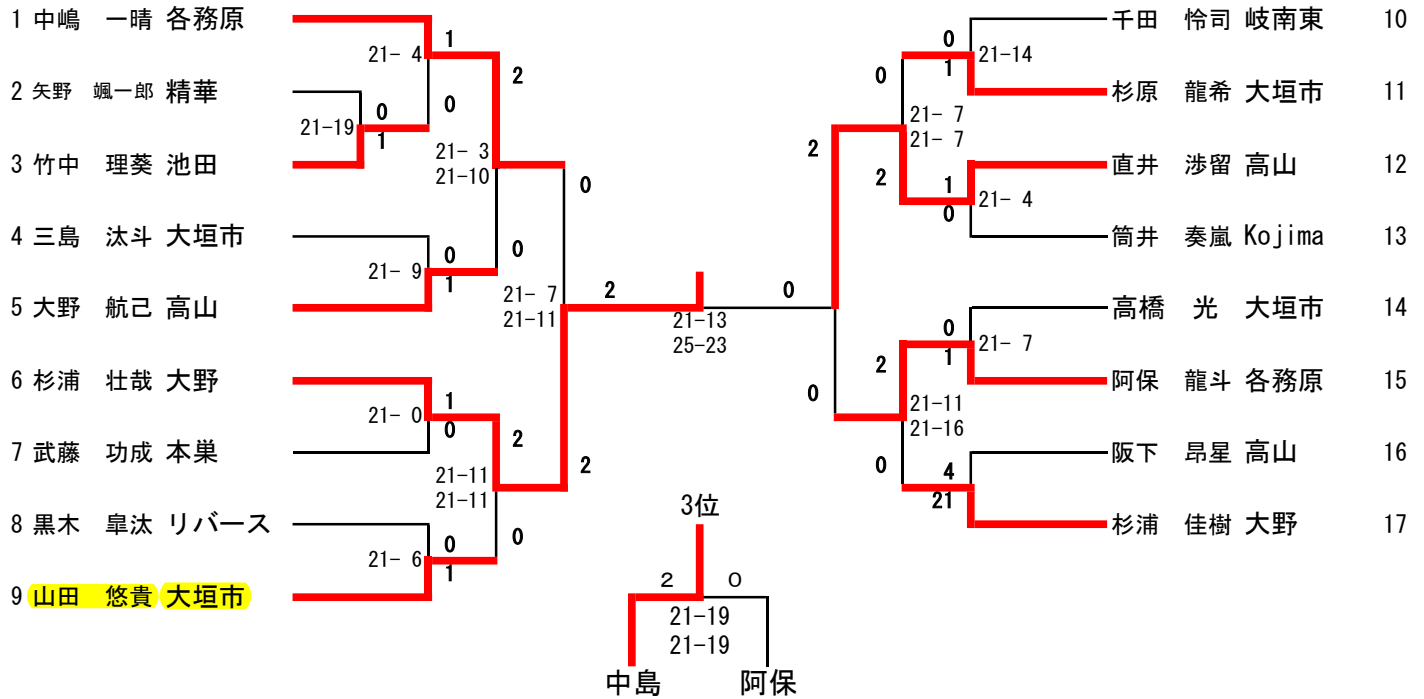 1 中嶋 一晴 各務原
2 矢野 颯一郎 精華
3 竹中 理葵 池田
4 三島 汰斗 大垣市
5 大野 航己 高山
6 杉浦 壮哉 大野
7 武藤 功成 本巣
8 黒木 皐汰 リバース
9 山田 悠貴 大垣市
21- 4
1
0
21-19
0
1
2
21- 3
21-10
0
21- 9
0
1
0
21- 7
21-11
2
21- 0
1
0
2
21-11
21-11
0
21- 6
0
1
2
21-13
25-23
0
千田 怜司 岐南東 10
杉原 龍希 大垣市 11
直井 渉留 高山 12
筒井 奏嵐 Kojima 13
高橋 光 大垣市 14
阿保 龍斗 各務原 15
阪下 昂星 高山 16
杉浦 佳樹 大野 17
0
1
21-14
0
21- 7
21- 7
2
1
0
21- 4
2
0
0
1
21- 7
2
21-11
21-16
0
4
21
3位
2 0
21-19
21-19
中島 阿保